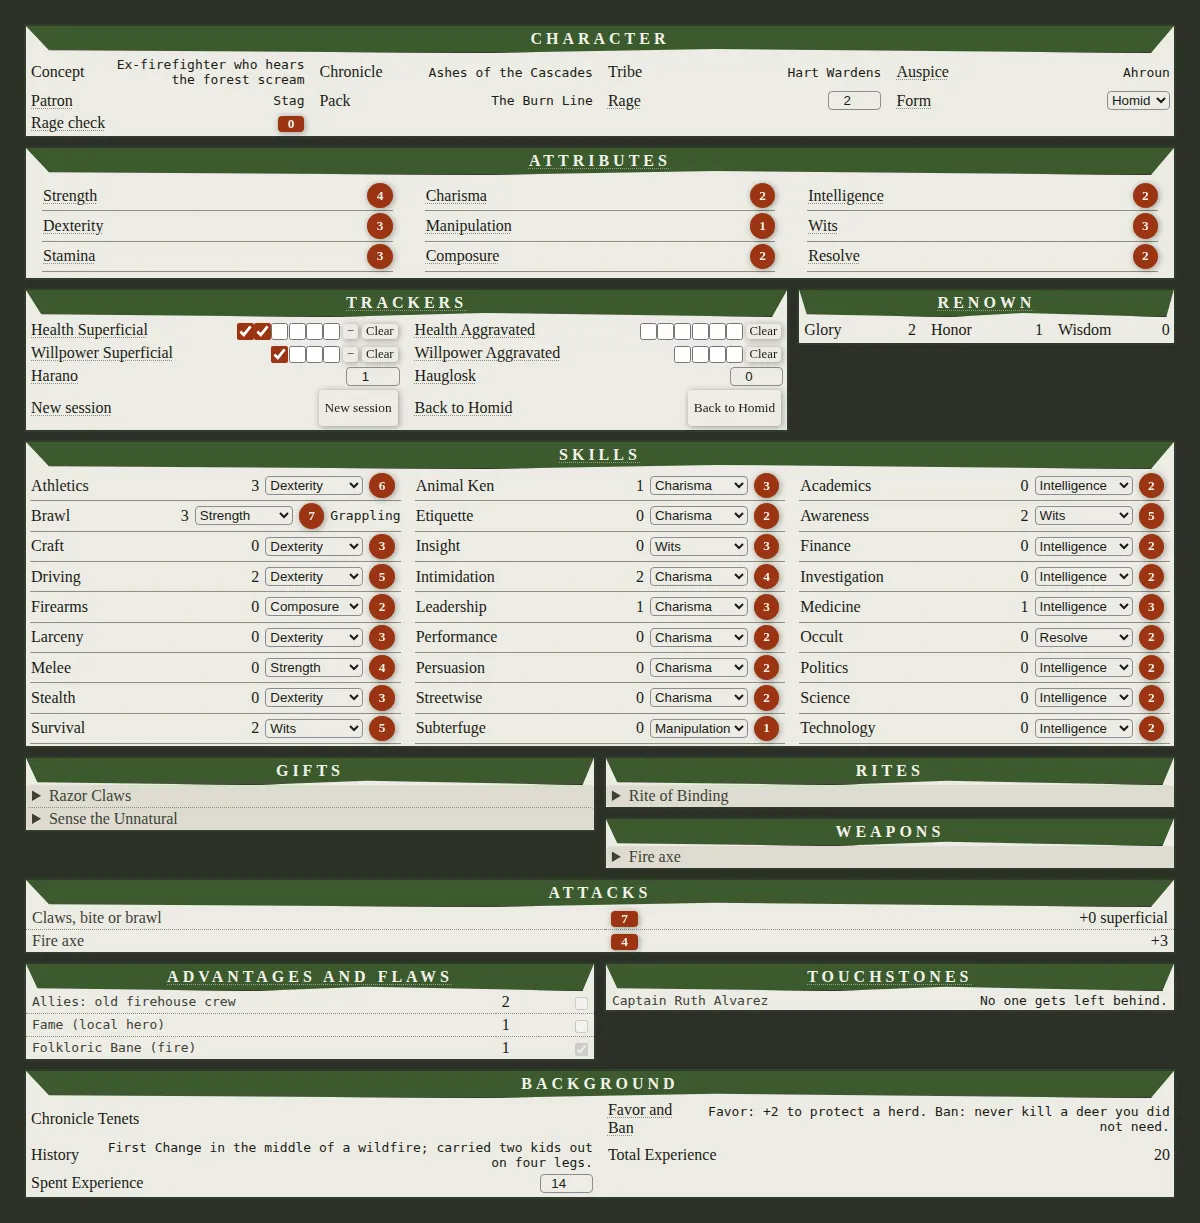 CHARACTER
Concept Ex-firefighter who hears the forest scream Chronicle Ashes of the Cascades Tribe Hart Wardens Auspice Ahroun
Patron Stag Pack The Burn Line Rage 2 Form Homid
Rage check 0
ATTRIBUTES
Strength 4 Charisma 2 Intelligence 2
Dexterity 3 Manipulation 1 Wits 3
Stamina 3 Composure 2 Resolve 2
TRACKERS
Health Superficial − Clear Health Aggravated Clear
Willpower Superficial − Clear Willpower Aggravated Clear
Harano 1 Hauglosk 0
New session New session Back to Homid Back to Homid
RENOWN
Glory 2 Honor 1 Wisdom 0
SKILLS
Athletics 3 Dexterity 6 Animal Ken 1 Charisma 3 Academics 0 Intelligence 2
Brawl 3 Strength 7 Grappling Etiquette 0 Charisma 2 Awareness 2 Wits 5
Craft 0 Dexterity 3 Insight 0 Wits 3 Finance 0 Intelligence 2
Driving 2 Dexterity 5 Intimidation 2 Charisma 4 Investigation 0 Intelligence 2
Firearms 0 Composure 2 Leadership 1 Charisma 3 Medicine 1 Intelligence 3
Larceny 0 Dexterity 3 Performance 0 Charisma 2 Occult 0 Resolve 2
Melee 0 Strength 4 Persuasion 0 Charisma 2 Politics 0 Intelligence 2
Stealth 0 Dexterity 3 Streetwise 0 Charisma 2 Science 0 Intelligence 2
Survival 2 Wits 5 Subterfuge 0 Manipulation 1 Technology 0 Intelligence 2
GIFTS
Razor Claws
Sense the Unnatural
RITES
Rite of Binding
WEAPONS
Fire axe
ATTACKS
Claws, bite or brawl 7 +0 superficial
Fire axe 4 +3
ADVANTAGES AND FLAWS
Allies: old firehouse crew 2
Fame (local hero) 1
Folkloric Bane (fire) 1
TOUCHSTONES
Captain Ruth Alvarez No one gets left behind.
BACKGROUND
Chronicle Tenets Favor and Ban Favor: +2 to protect a herd. Ban: never kill a deer you did not need.
History First Change in the middle of a wildfire; carried two kids out on four legs. Total Experience 20
Spent Experience 14